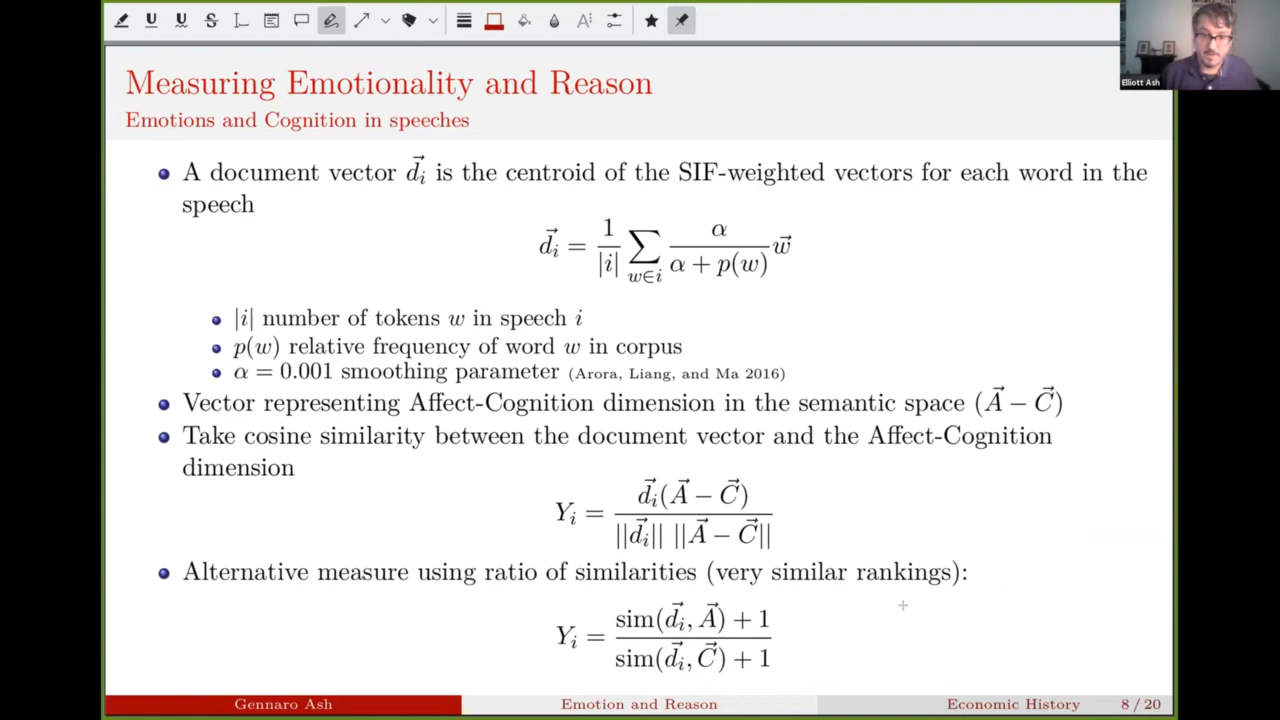 Elliott Ash
Measuring Emotionality and Reason
Emotions and Cognition in speeches
A document vector d⃗ᵢ is the centroid of the SIF-weighted vectors for each word in the
speech
d⃗ᵢ = 1/|i| ∑_{w∈i} α/(α + p(w)) w⃗
|i| number of tokens w in speech i
p(w) relative frequency of word w in corpus
α = 0.001 smoothing parameter (Arora, Liang, and Ma 2016)
Vector representing Affect-Cognition dimension in the semantic space (A⃗ − C⃗)
Take cosine similarity between the document vector and the Affect-Cognition
dimension
Yᵢ = d⃗ᵢ(A⃗ − C⃗) / ||d⃗ᵢ|| ||A⃗ − C⃗||
Alternative measure using ratio of similarities (very similar rankings):
Yᵢ = sim(d⃗ᵢ, A⃗) + 1 / sim(d⃗ᵢ, C⃗) + 1
Gennaro Ash Emotion and Reason Economic History 8 / 20